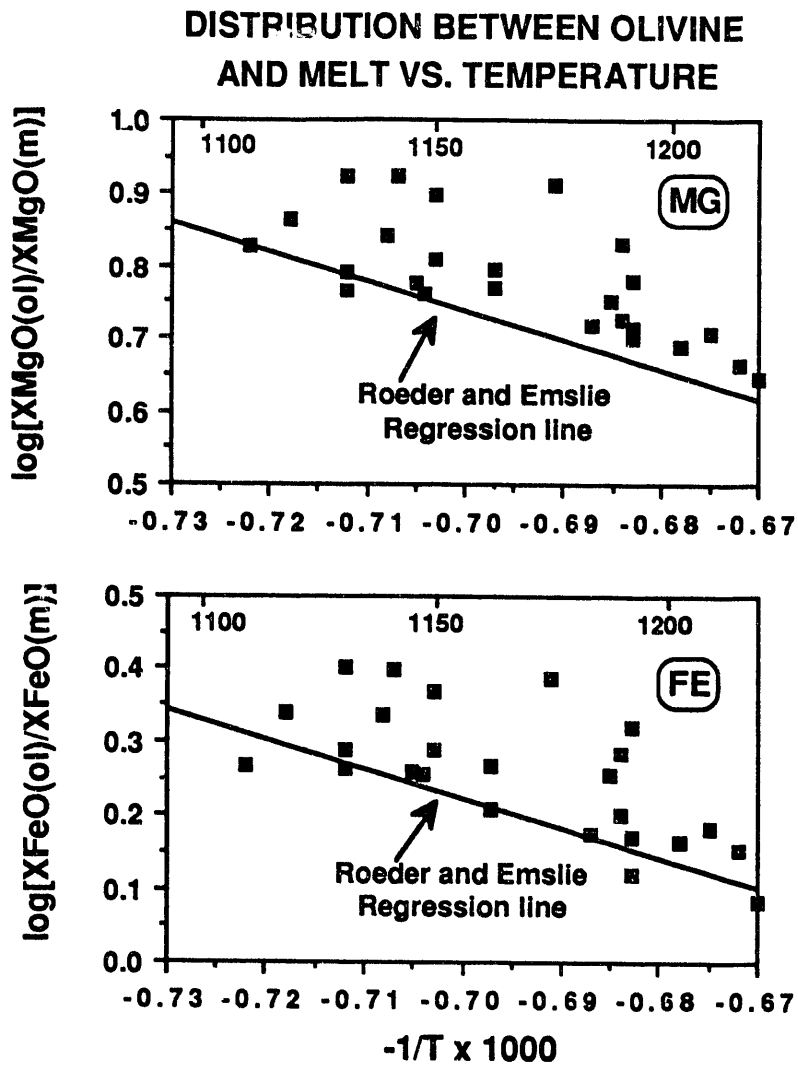 DISTRIBUTION BETWEEN OLIVINE
AND MELT VS. TEMPERATURE
log[XMgO(ol)/XMgO(m)]
1.0
0.9
0.8
0.7
0.6
0.5
1100 1150 1200
MG
Roeder and Emslie
Regression line
-0.73 -0.72 -0.71 -0.70 -0.69 -0.68 -0.67
log[XFeO(ol)/XFeO(m)]
0.5
0.4
0.3
0.2
0.1
0.0
1100 1150 1200
FE
Roeder and Emslie
Regression line
-0.73 -0.72 -0.71 -0.70 -0.69 -0.68 -0.67
-1/T x 1000